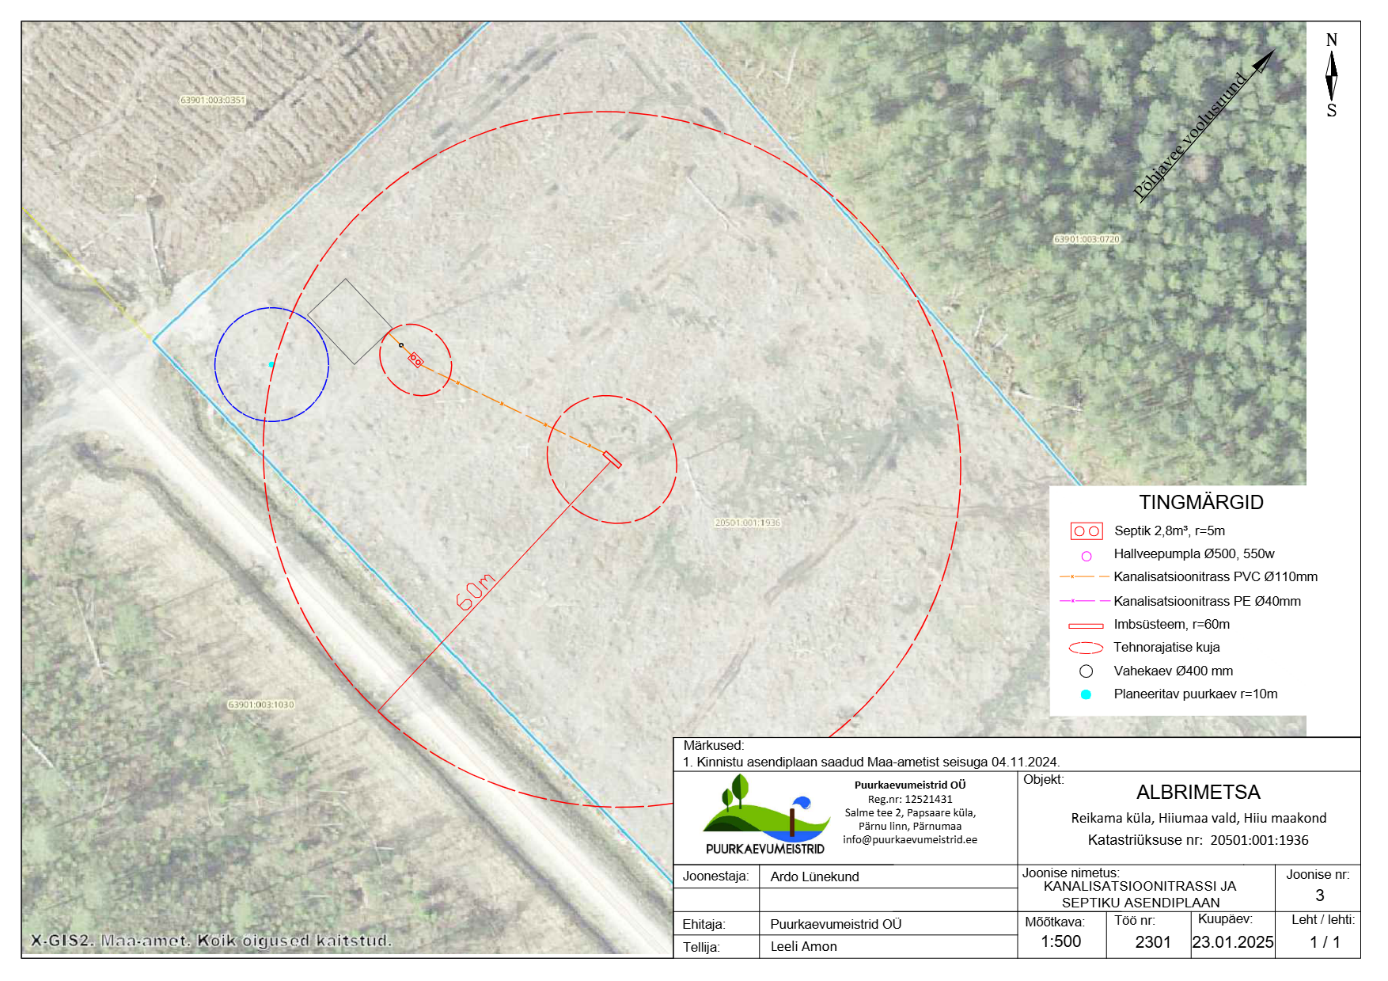 N
S
Põhjavee voolusuund
63901:003:0351
63901:003:0720
20501:001:1936
63901:003:1030
60m
TINGMÄRGID
Septik 2,8m³, r=5m
Hallveepumpla Ø500, 550w
Kanalisatsioonitrass PVC Ø110mm
Kanalisatsioonitrass PE Ø40mm
Imbsüsteem, r=60m
Tehnorajatise kuja
Vahekaev Ø400 mm
Planeeritav puurkaev r=10m
Märkused:
1. Kinnistu asendiplaan saadud Maa-ametist seisuga 04.11.2024.
PUURKAEVUMEISTRID
Puurkaevumeistrid OÜ
Reg.nr: 12521431
Salme tee 2, Papsaare küla,
Pärnu linn, Pärnumaa
info@puurkaevumeistrid.ee
Objekt:
ALBRIMETSA
Reikama küla, Hiiumaa vald, Hiiu maakond
Katastriüksuse nr: 20501:001:1936
Joonestaja: Ardo Lünekund
Joonise nimetus:
KANALISATSIOONITRASSI JA
SEPTIKU ASENDIPLAAN
Joonise nr:
3
Ehitaja: Puurkaevumeistrid OÜ
Tellija: Leeli Amon
Mõõtkava:
1:500
Töö nr:
2301
Kuupäev:
23.01.2025
Leht / lehti:
1 / 1
X-GIS2. Maa-amet. Kõik õigused kaitstud.